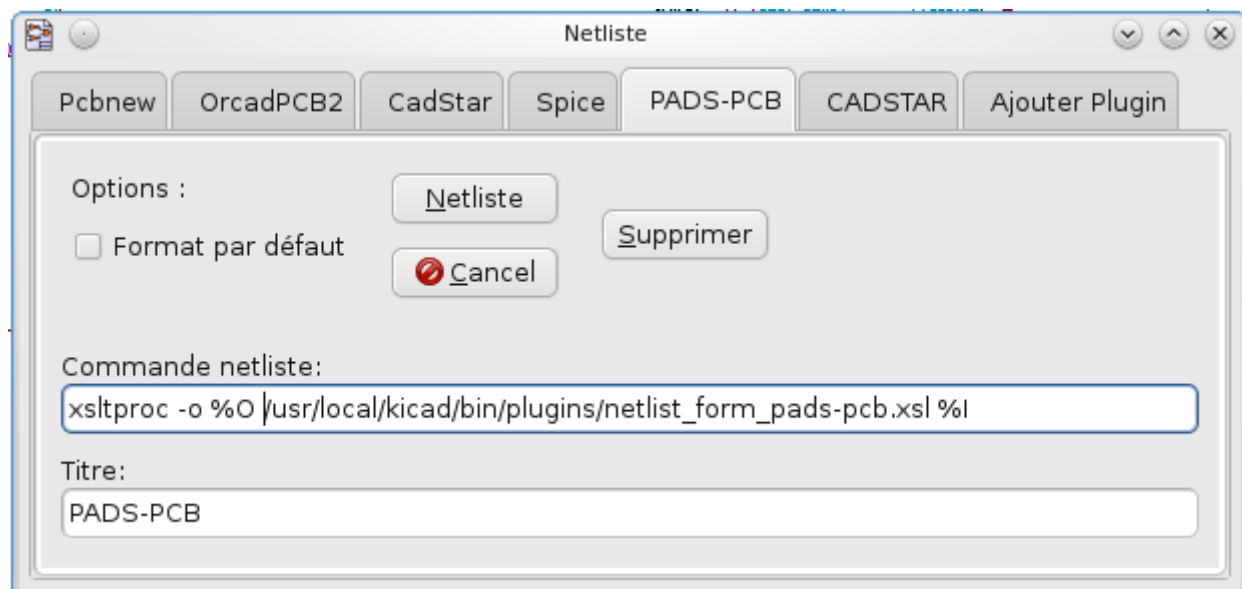 Netliste
Pcbnew OrcadPCB2 CadStar Spice PADS-PCB CADSTAR Ajouter Plugin
Options :
Netliste
Supprimer
Format par défaut
Cancel
Commande netliste:
xsltproc -o %O /usr/local/kicad/bin/plugins/netlist_form_pads-pcb.xsl %I
Titre:
PADS-PCB